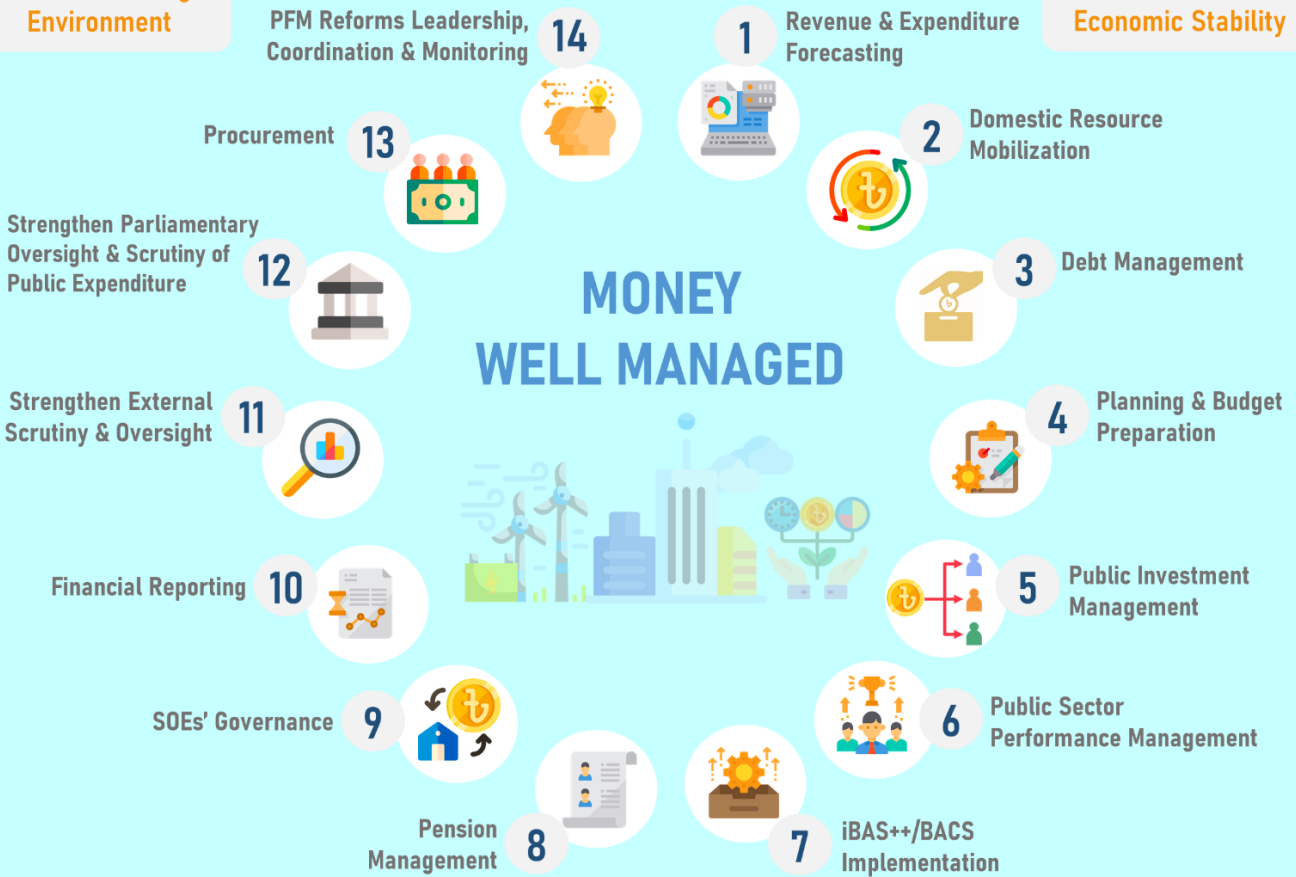 Environment
Economic Stability
MONEY
WELL MANAGED
1
Revenue & Expenditure
Forecasting
2
Domestic Resource
Mobilization
3
Debt Management
4
Planning & Budget
Preparation
5
Public Investment
Management
6
Public Sector
Performance Management
7
iBAS++/BACS
Implementation
8
Pension
Management
9
SOEs' Governance
10
Financial Reporting
11
Strengthen External
Scrutiny & Oversight
12
Strengthen Parliamentary
Oversight & Scrutiny of
Public Expenditure
13
Procurement
14
PFM Reforms Leadership,
Coordination & Monitoring
৳
৳
৳
৳
৳